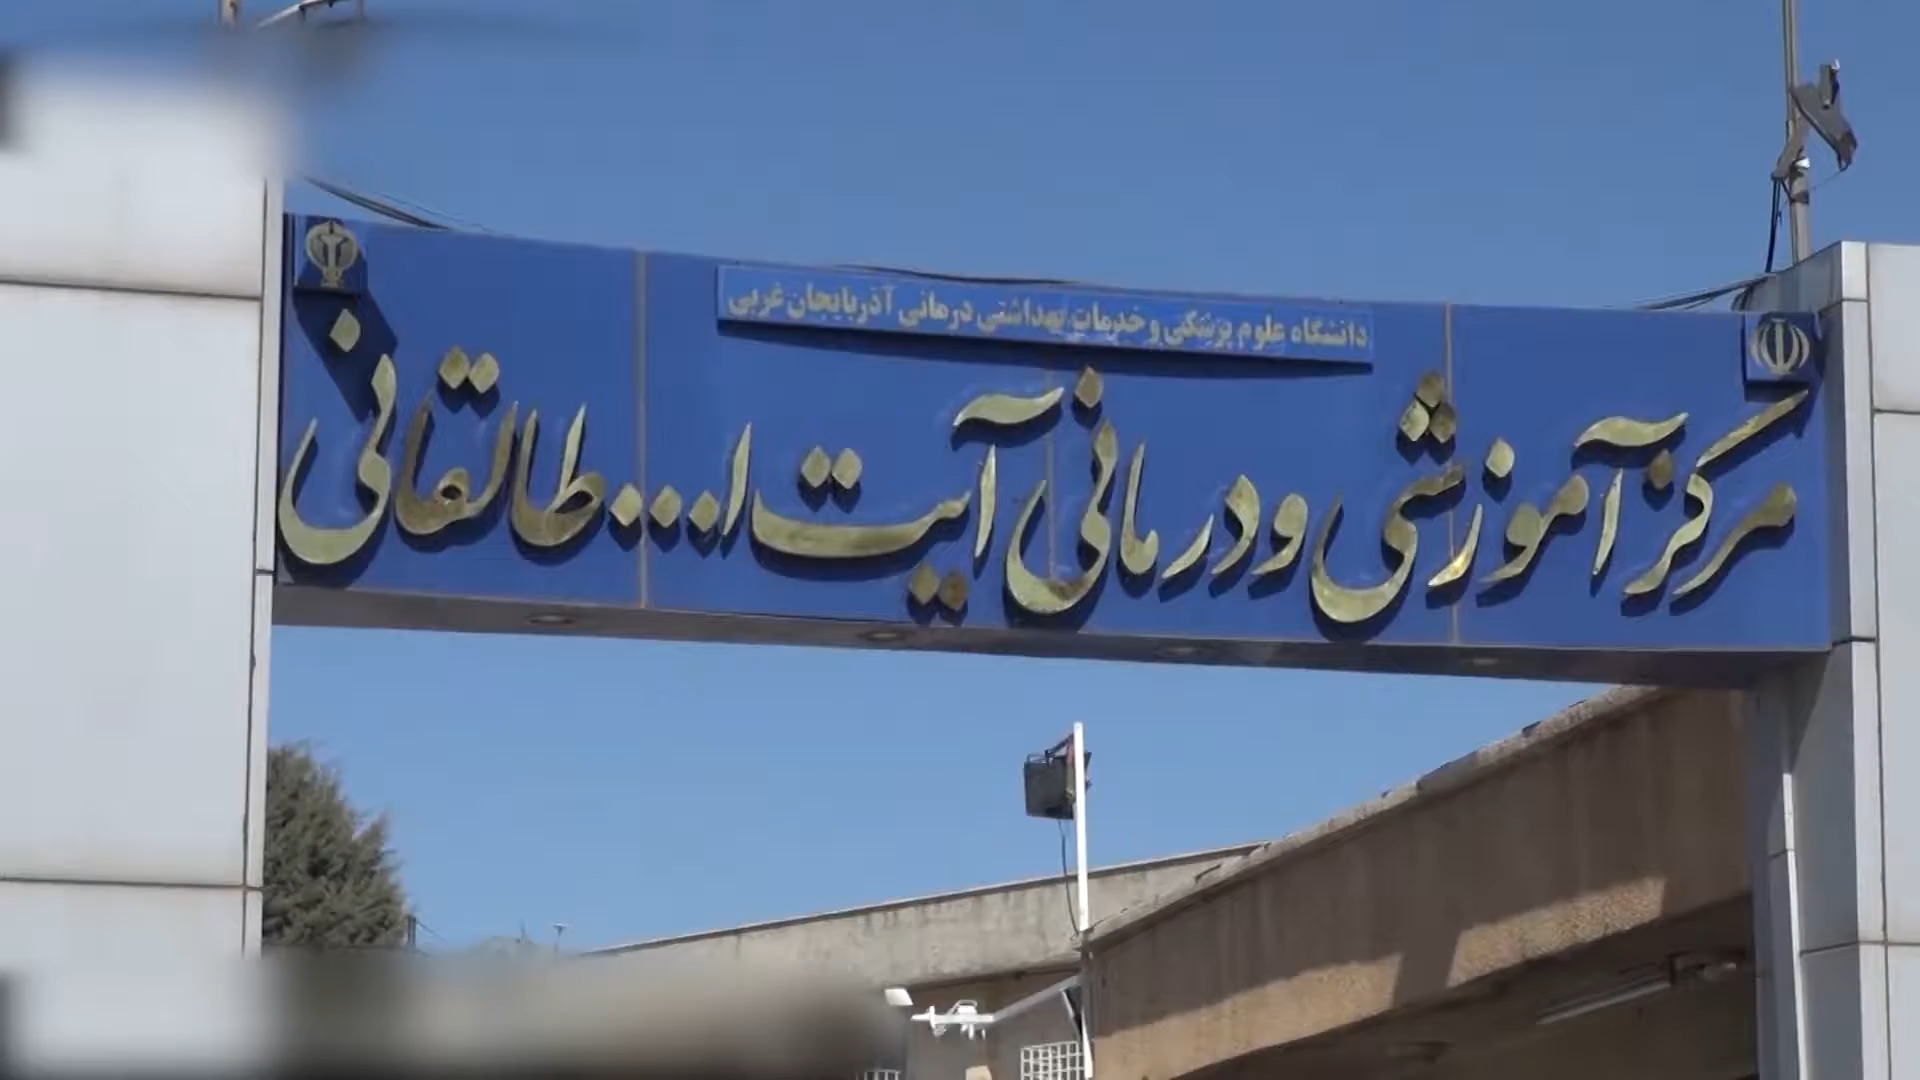 دانشگاه علوم پزشکی و خدمات بهداشتی درمانی آذربایجان غربی
مرکز آموزشی و درمانی آیت ا... طالقانی